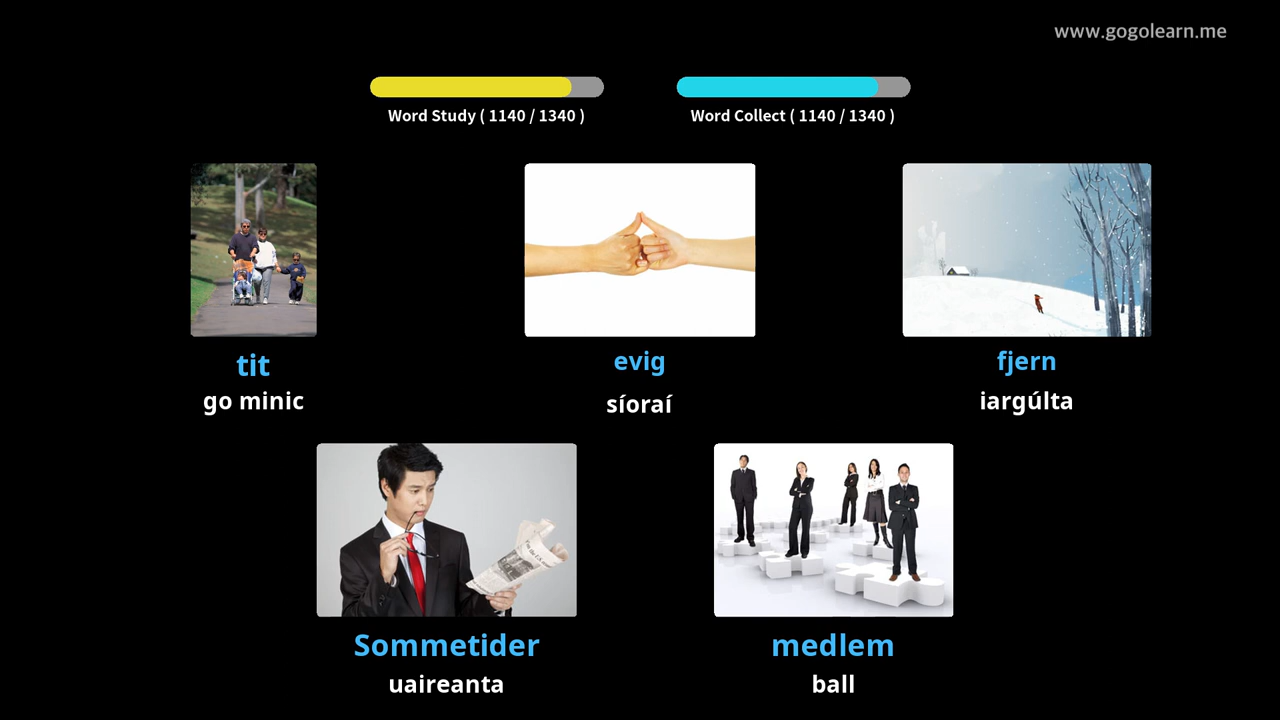 www.gogolearn.me
Word Study ( 1140 / 1340 )
Word Collect ( 1140 / 1340 )
tit
go minic
evig
síoraí
fjern
iargúlta
Sommetider
uaireanta
medlem
ball